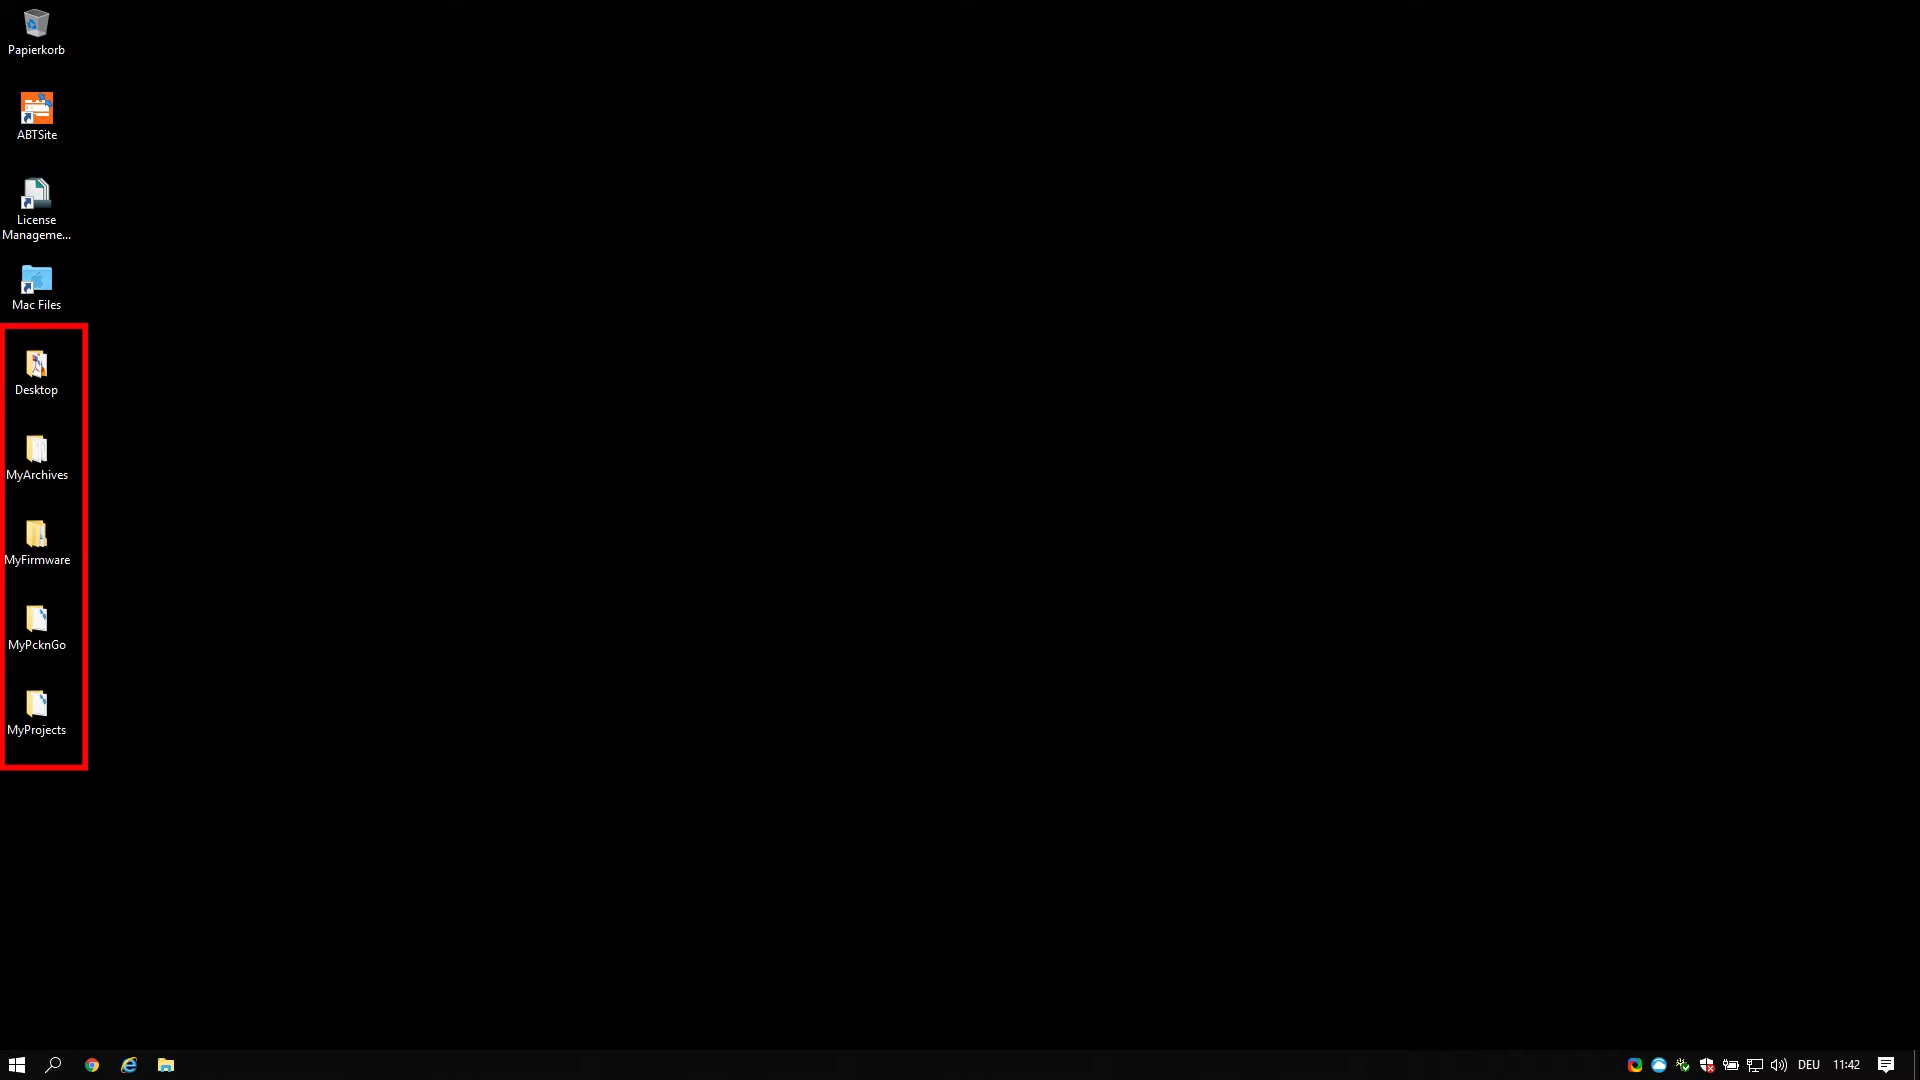 Papierkorb
ABTSite
License
Manageme...
Mac Files
Desktop
MyArchives
MyFirmware
MyPcknGo
MyProjects
DEU
11:42